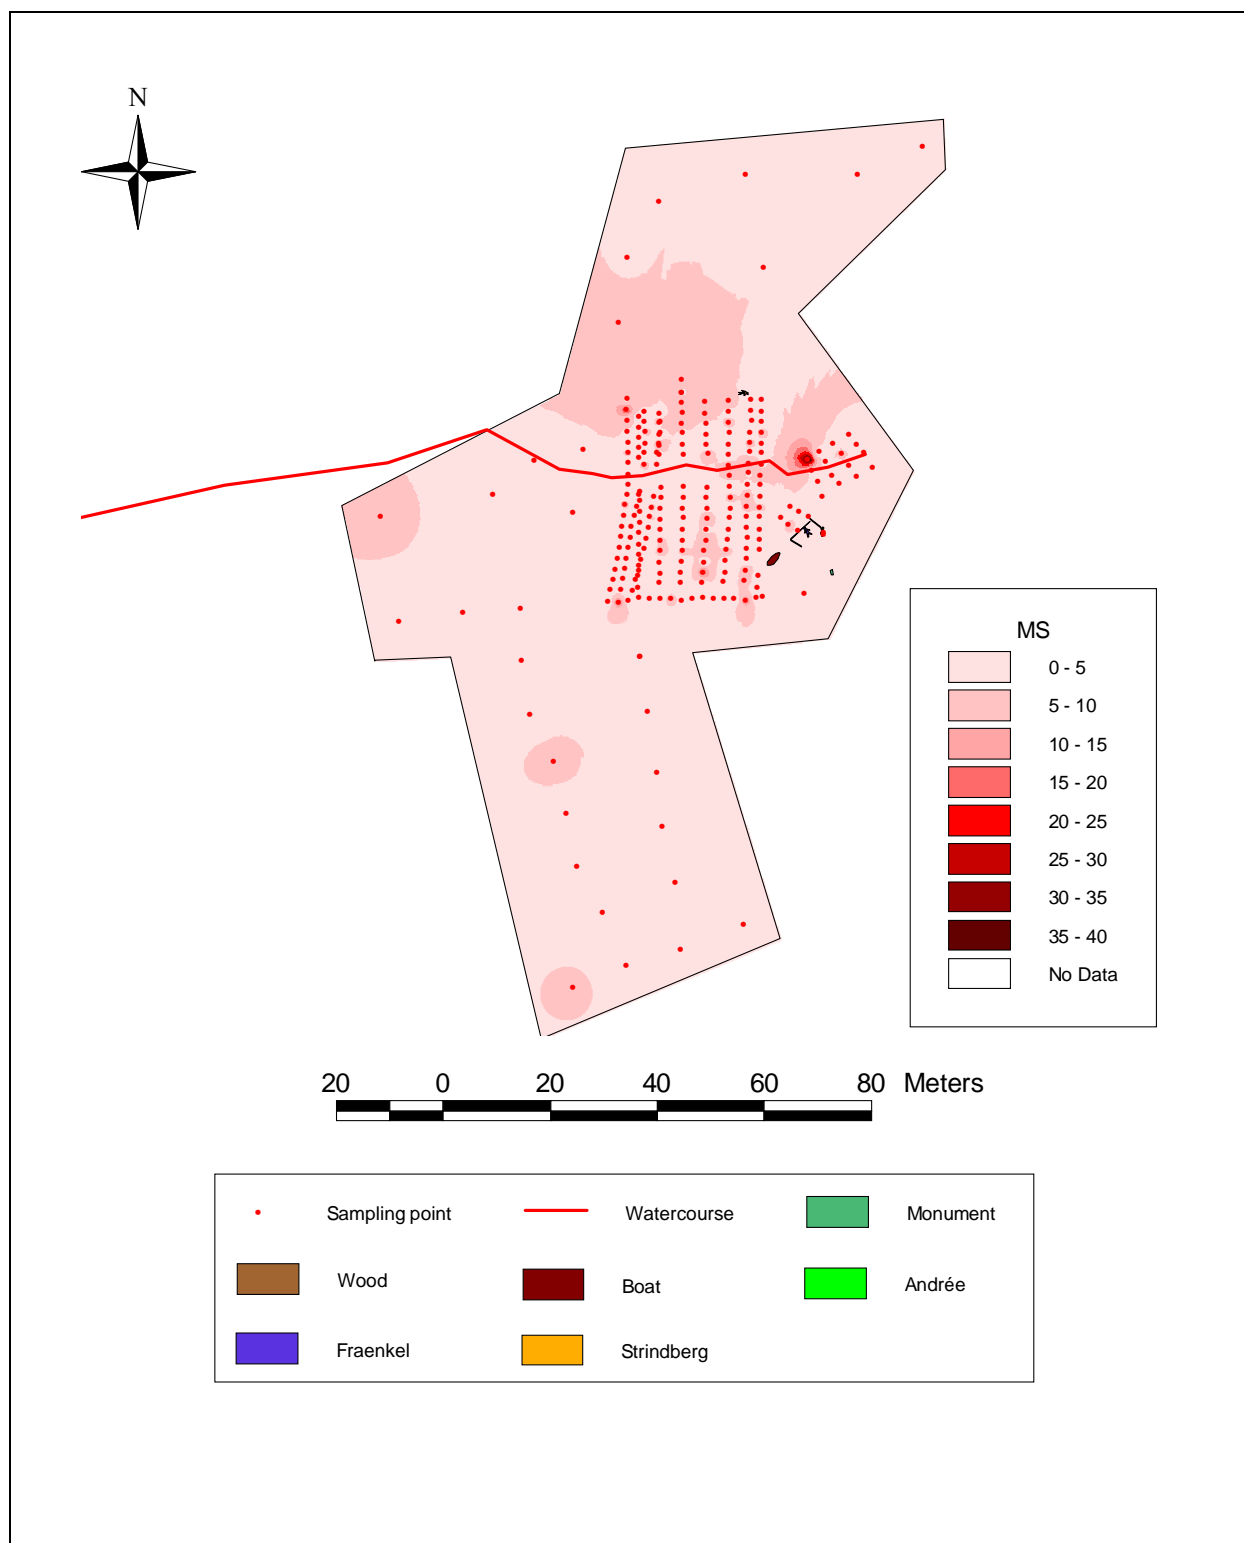 N
MS
0 - 5
5 - 10
10 - 15
15 - 20
20 - 25
25 - 30
30 - 35
35 - 40
No Data
20 0 20 40 60 80 Meters
Sampling point Watercourse Monument
Wood Boat Andrée
Fraenkel Strindberg